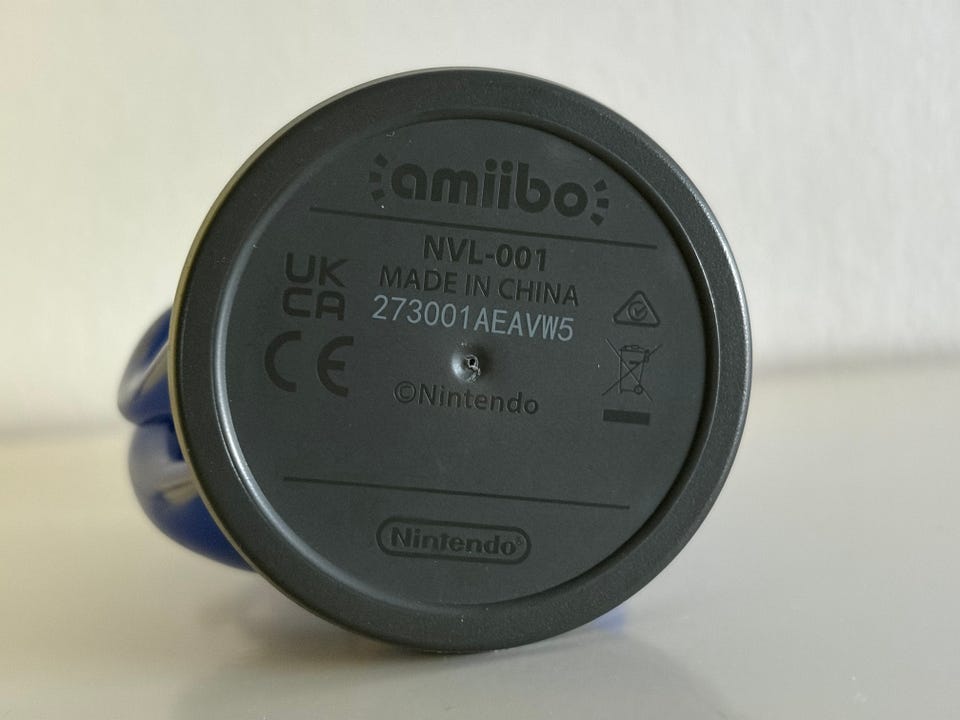 amiibo
NVL-001
MADE IN CHINA
273001AEAVW5
UK
CA
CE
©Nintendo
Nintendo®